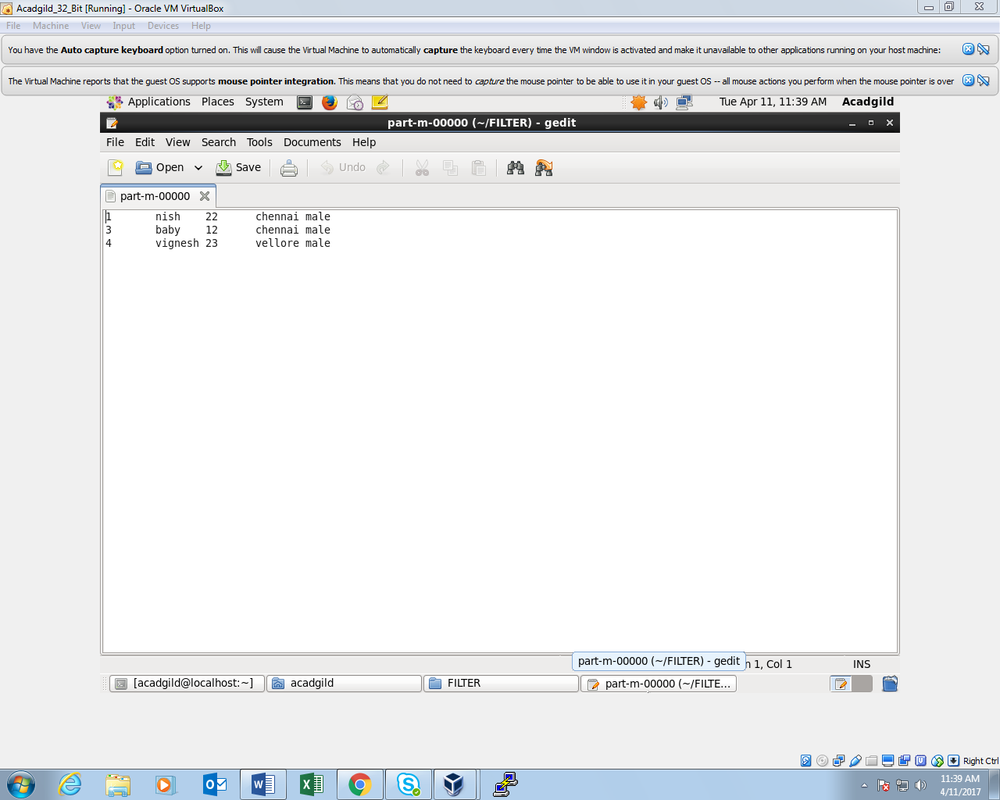 Acadgild_32_Bit [Running] - Oracle VM VirtualBox
File Machine View Input Devices Help
You have the Auto capture keyboard option turned on. This will cause the Virtual Machine to automatically capture the keyboard every time the VM window is activated and make it unavailable to other applications running on your host machine:
The Virtual Machine reports that the guest OS supports mouse pointer integration. This means that you do not need to capture the mouse pointer to be able to use it in your guest OS -- all mouse actions you perform when the mouse pointer is over
Applications Places System Tue Apr 11, 11:39 AM Acadgild
part-m-00000 (~/FILTER) - gedit
File Edit View Search Tools Documents Help
Open Save Undo
part-m-00000
1 nish 22 chennai male
3 baby 12 chennai male
4 vignesh 23 vellore male
part-m-00000 (~/FILTER) - gedit
1, Col 1 INS
[acadgild@localhost:~] acadgild FILTER part-m-00000 (~/FILTE...
Right Ctrl
11:39 AM
4/11/2017